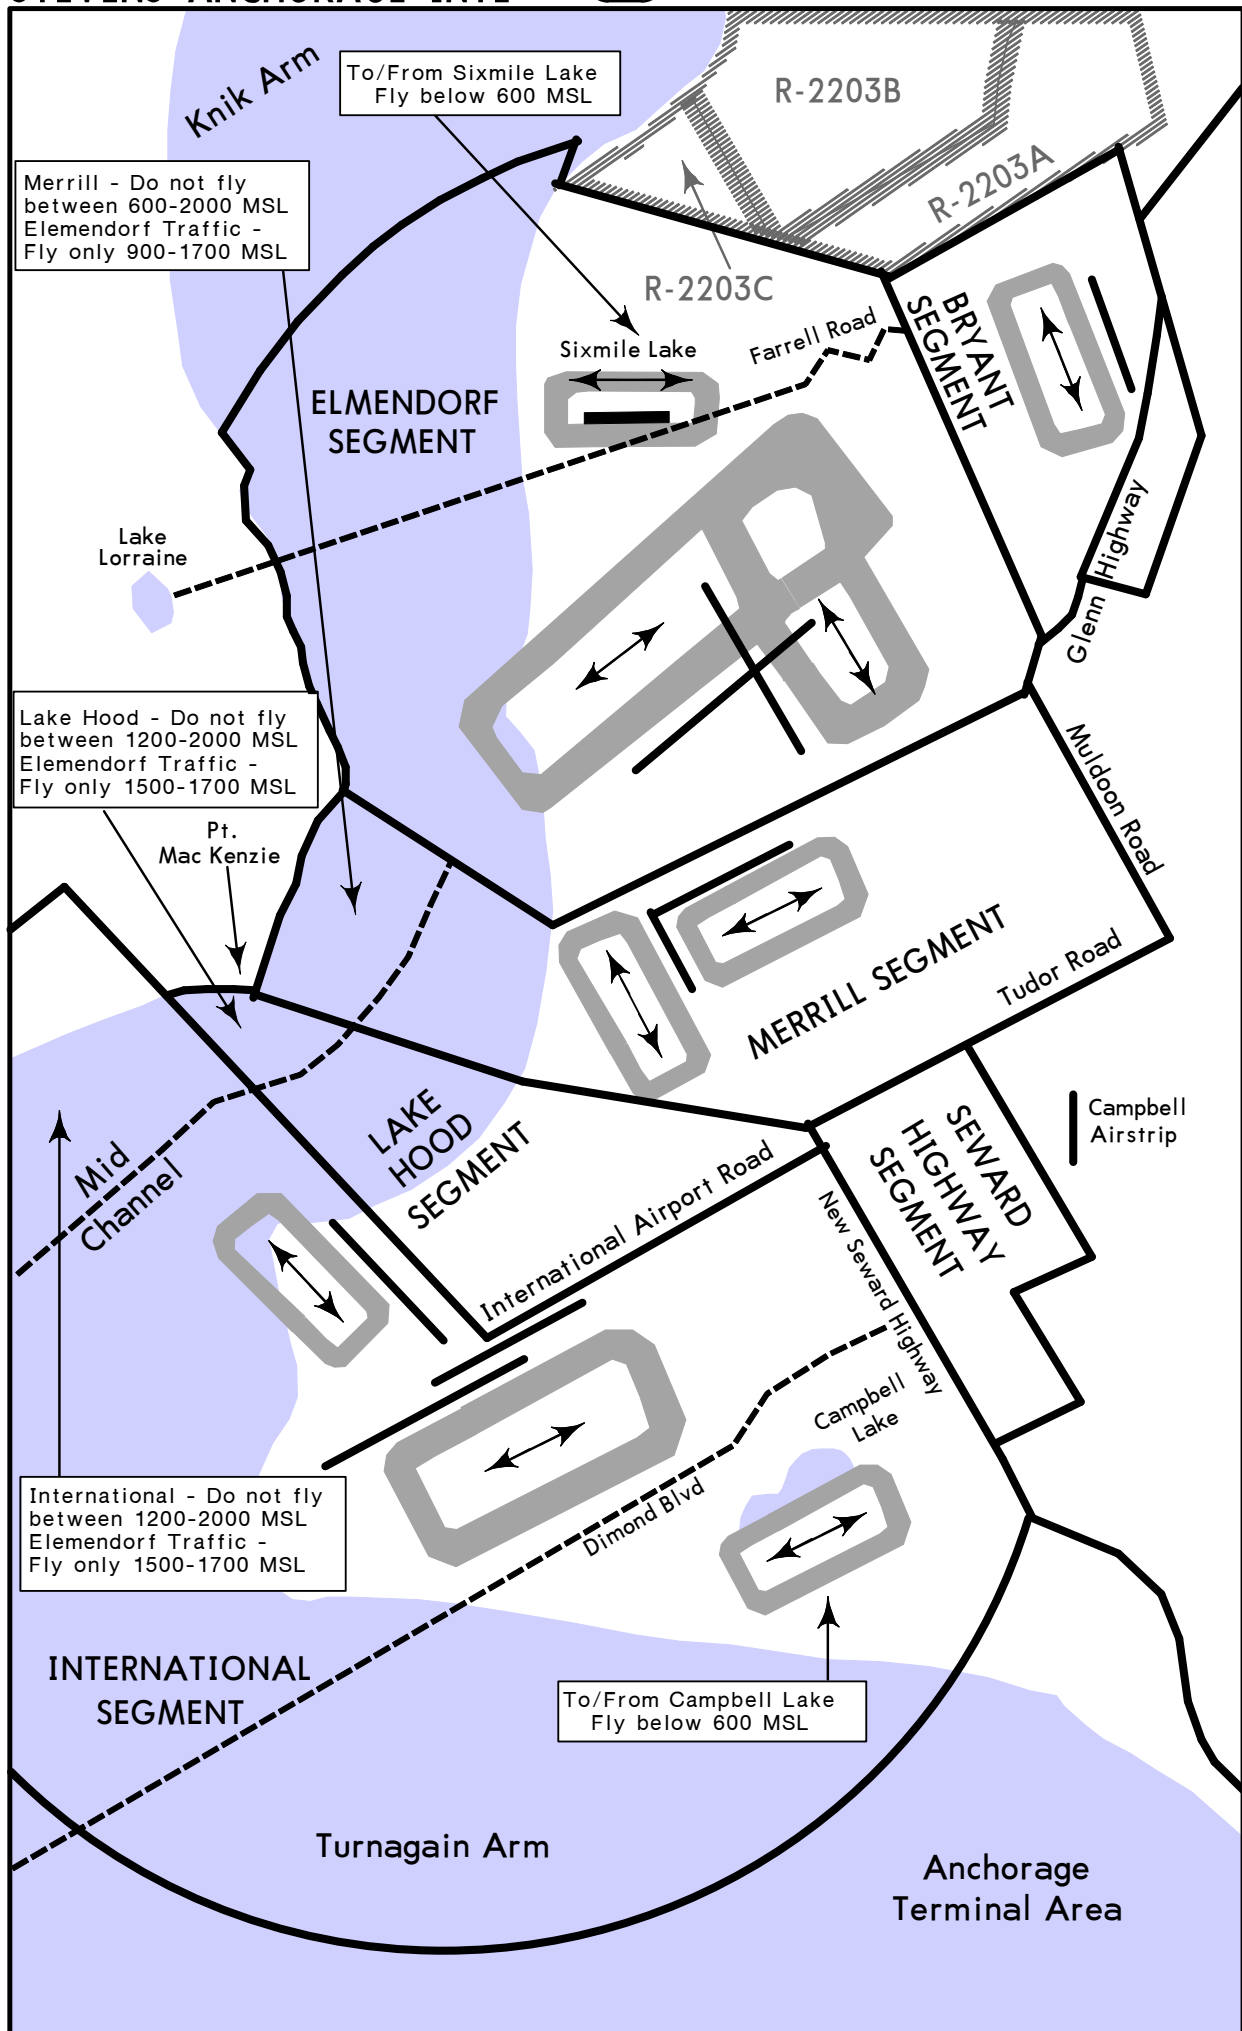 STEVENS ANCHORAGE INTL
Knik Arm
To/From Sixmile Lake
Fly below 600 MSL
R-2203B
R-2203A
R-2203C
Merrill - Do not fly
between 600-2000 MSL
Elemendorf Traffic -
Fly only 900-1700 MSL
BRYANT
SEGMENT
Farrell Road
Sixmile Lake
ELMENDORF
SEGMENT
Lake
Lorraine
Glenn Highway
Lake Hood - Do not fly
between 1200-2000 MSL
Elemendorf Traffic -
Fly only 1500-1700 MSL
Muldoon Road
Pt.
Mac Kenzie
MERRILL SEGMENT
Tudor Road
Campbell
Airstrip
LAKE
HOOD
SEGMENT
SEWARD
HIGHWAY
SEGMENT
Mid
Channel
International Airport Road
New Seward Highway
Campbell
Lake
Dimond Blvd
International - Do not fly
between 1200-2000 MSL
Elemendorf Traffic -
Fly only 1500-1700 MSL
INTERNATIONAL
SEGMENT
To/From Campbell Lake
Fly below 600 MSL
Turnagain Arm
Anchorage
Terminal Area